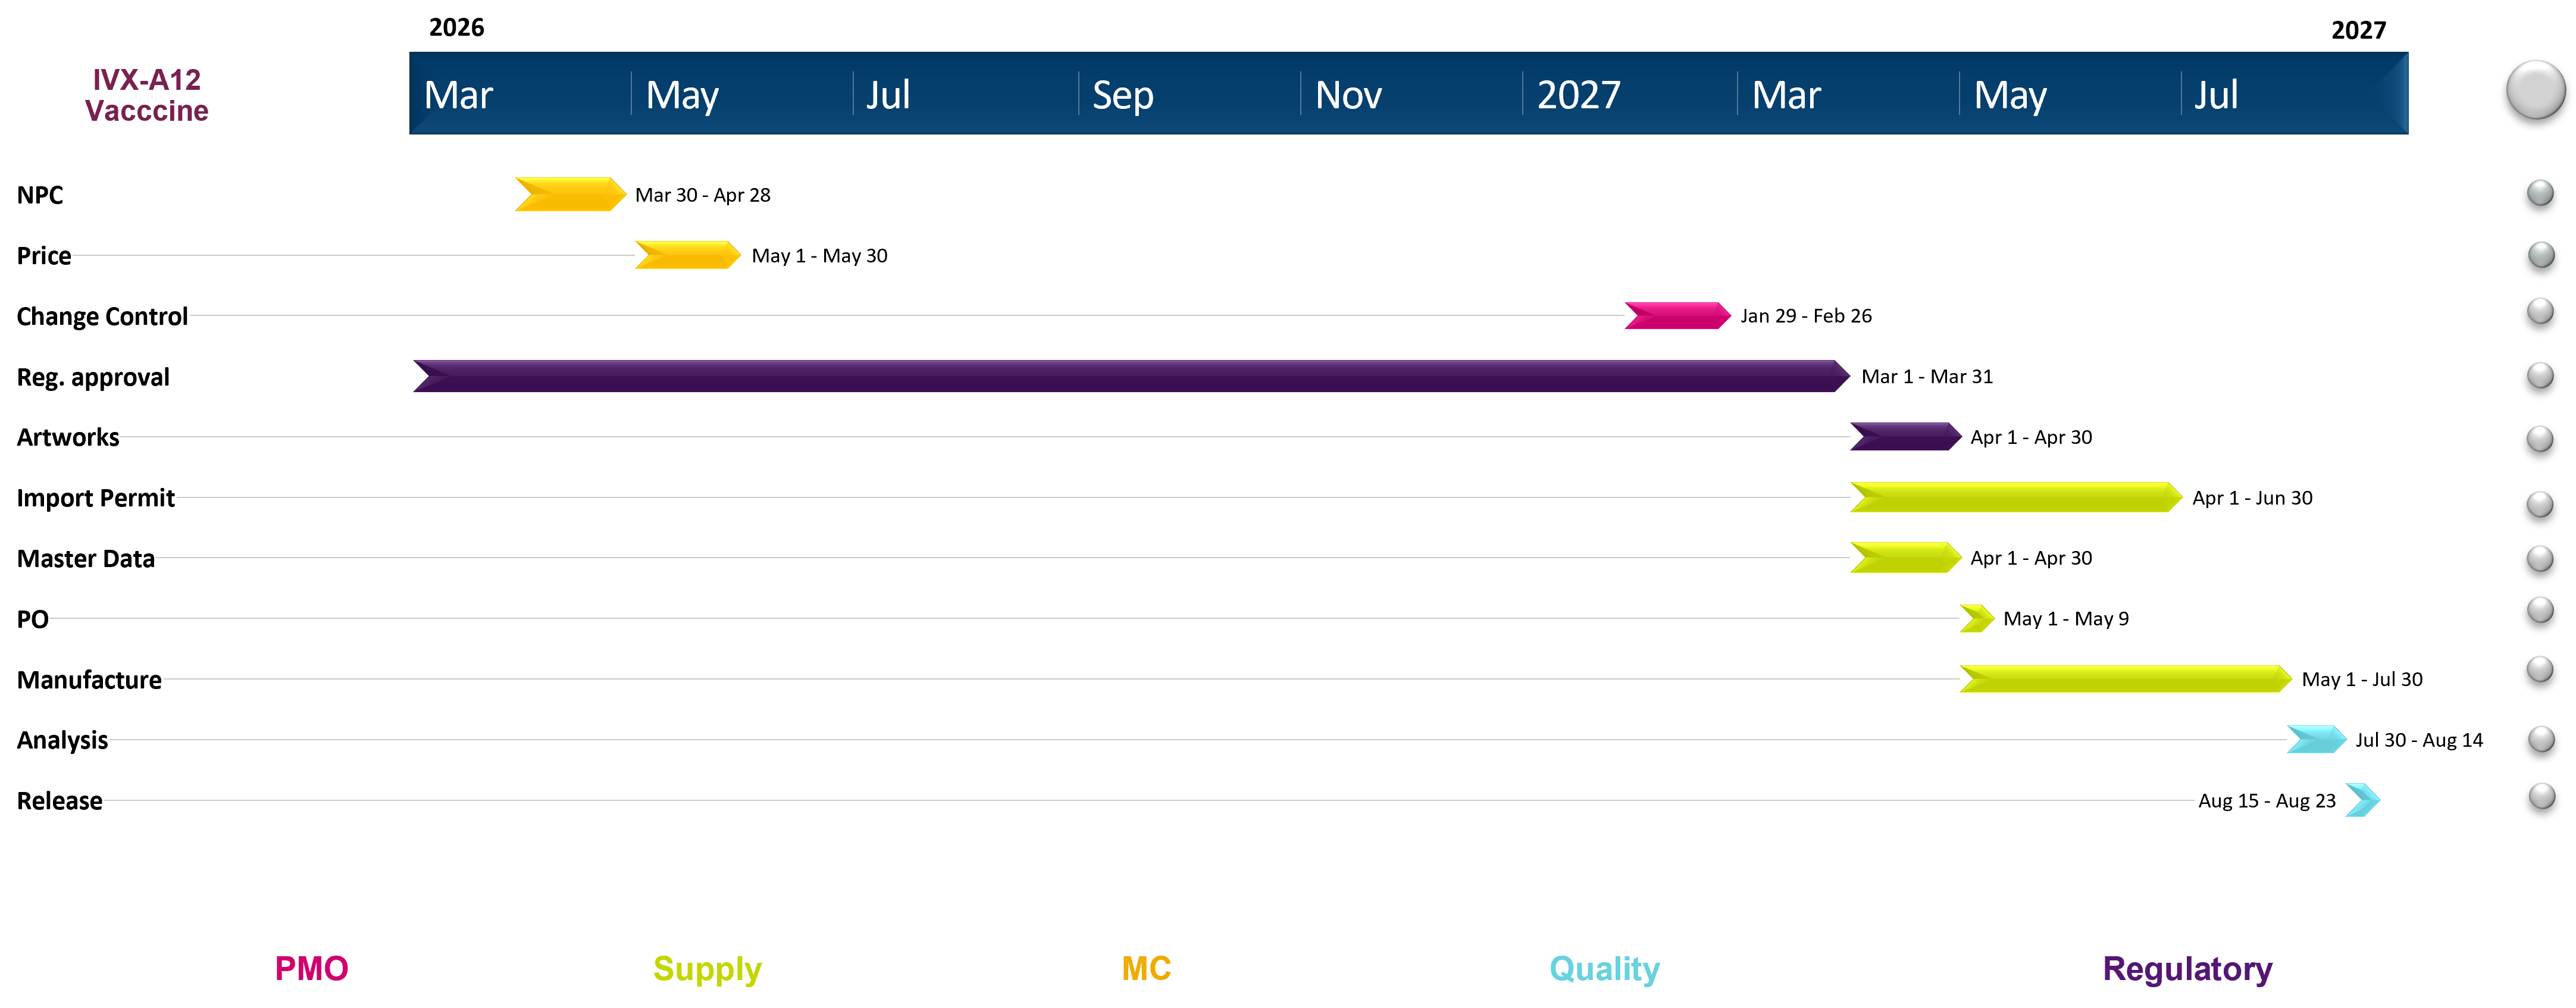 2026
2027
IVX-A12
Vacccine
Mar May Jul Sep Nov 2027 Mar May Jul
NPC Mar 30 - Apr 28
Price May 1 - May 30
Change Control Jan 29 - Feb 26
Reg. approval Mar 1 - Mar 31
Artworks Apr 1 - Apr 30
Import Permit Apr 1 - Jun 30
Master Data Apr 1 - Apr 30
PO May 1 - May 9
Manufacture May 1 - Jul 30
Analysis Jul 30 - Aug 14
Release Aug 15 - Aug 23
PMO Supply MC Quality Regulatory